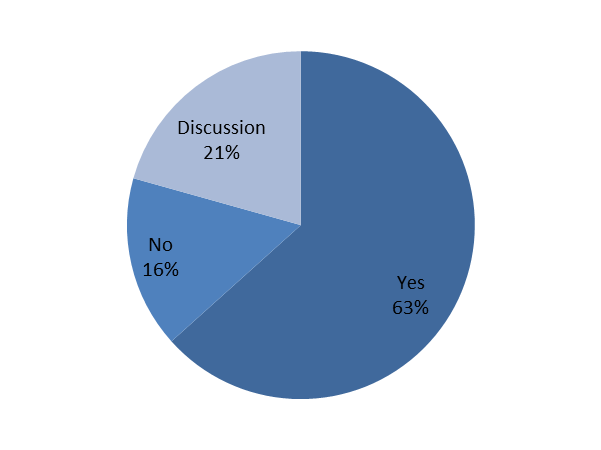 Discussion
21%
No
16%
Yes
63%